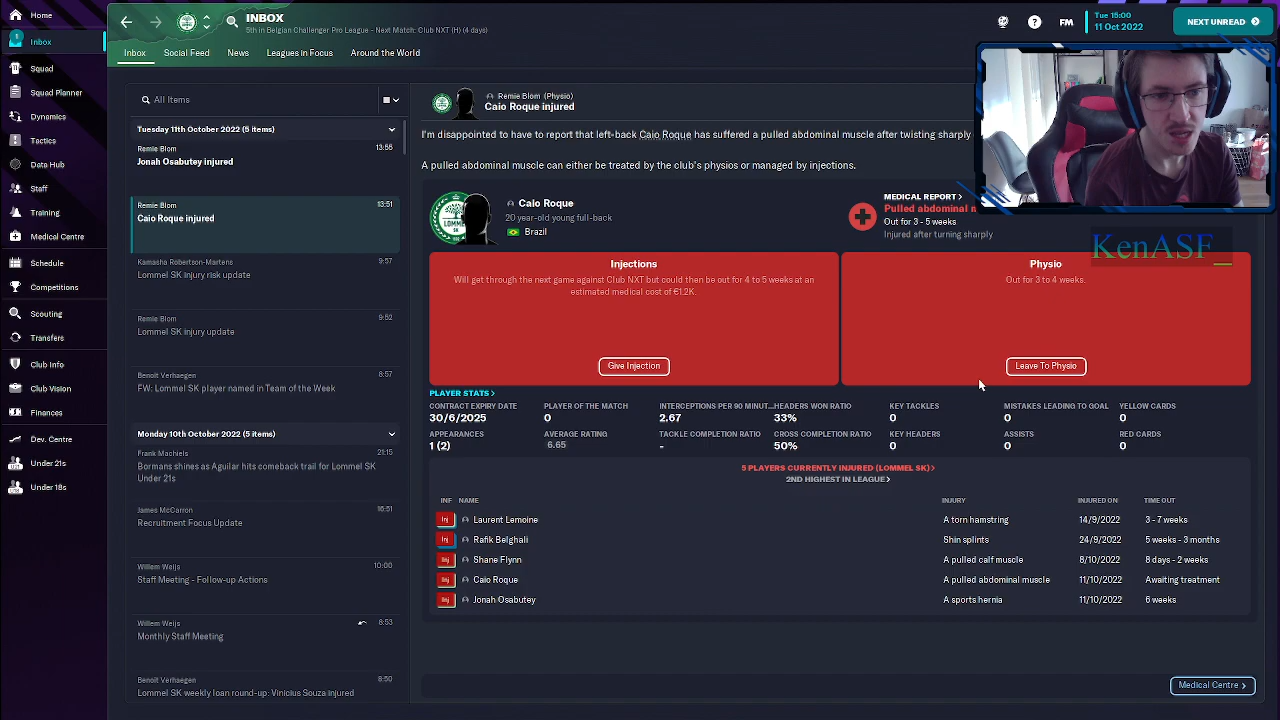 Home
1
Inbox
Squad
Squad Planner
Dynamics
Tactics
Data Hub
Staff
Training
Medical Centre
Schedule
Competitions
Scouting
Transfers
Club Info
Club Vision
Finances
Dev. Centre
Under 21s
Under 18s
INBOX
5th in Belgian Challenger Pro League - Next Match: Club NXT (H) (4 days)
FM
Tue 15:00
11 Oct 2022
NEXT UNREAD
Inbox
Social Feed
News
Leagues in Focus
Around the World
All Items
Tuesday 11th October 2022 (5 items)
Remie Blom 13:55
Jonah Osabutey injured
Remie Blom 13:51
Caio Roque injured
Kamasha Robertson-Martens 9:57
Lommel SK injury risk update
Remie Blom 9:52
Lommel SK injury update
Benoît Verhaegen 8:57
FW: Lommel SK player named in Team of the Week
Monday 10th October 2022 (5 items)
Frank Machiels 21:15
Bormans shines as Aguilar hits comeback trail for Lommel SK
Under 21s
James McCarron 16:51
Recruitment Focus Update
Willem Weijs 10:00
Staff Meeting - Follow-up Actions
Willem Weijs 8:53
Monthly Staff Meeting
Benoît Verhaegen 8:50
Lommel SK weekly loan round-up: Vinicius Souza injured
Remie Blom (Physio)
Caio Roque injured
I'm disappointed to have to report that left-back Caio Roque has suffered a pulled abdominal muscle after twisting sharply
A pulled abdominal muscle can either be treated by the club's physios or managed by injections.
LOMMEL SK
Caio Roque
20 year-old young full-back
Brazil
MEDICAL REPORT
Pulled abdominal m
Out for 3 - 5 weeks
Injured after turning sharply
KenASF_
Injections
Will get through the next game against Club NXT but could then be out for 4 to 5 weeks at an
estimated medical cost of €1.2K.
Give Injection
Physio
Out for 3 to 4 weeks.
Leave To Physio
PLAYER STATS
CONTRACT EXPIRY DATE PLAYER OF THE MATCH INTERCEPTIONS PER 90 MINUT... HEADERS WON RATIO KEY TACKLES MISTAKES LEADING TO GOAL YELLOW CARDS
30/6/2025 0 2.67 33% 0 0 0
APPEARANCES AVERAGE RATING TACKLE COMPLETION RATIO CROSS COMPLETION RATIO KEY HEADERS ASSISTS RED CARDS
1 (2) 6.65 - 50% 0 0 0
5 PLAYERS CURRENTLY INJURED (LOMMEL SK)
2ND HIGHEST IN LEAGUE
INF NAME INJURY INJURED ON TIME OUT
Inj Laurent Lemoine A torn hamstring 14/9/2022 3 - 7 weeks
Inj Rafik Belghali Shin splints 24/9/2022 5 weeks - 3 months
Inj Shane Flynn A pulled calf muscle 8/10/2022 6 days - 2 weeks
Inj Caio Roque A pulled abdominal muscle 11/10/2022 Awaiting treatment
Inj Jonah Osabutey A sports hernia 11/10/2022 6 weeks
Medical Centre